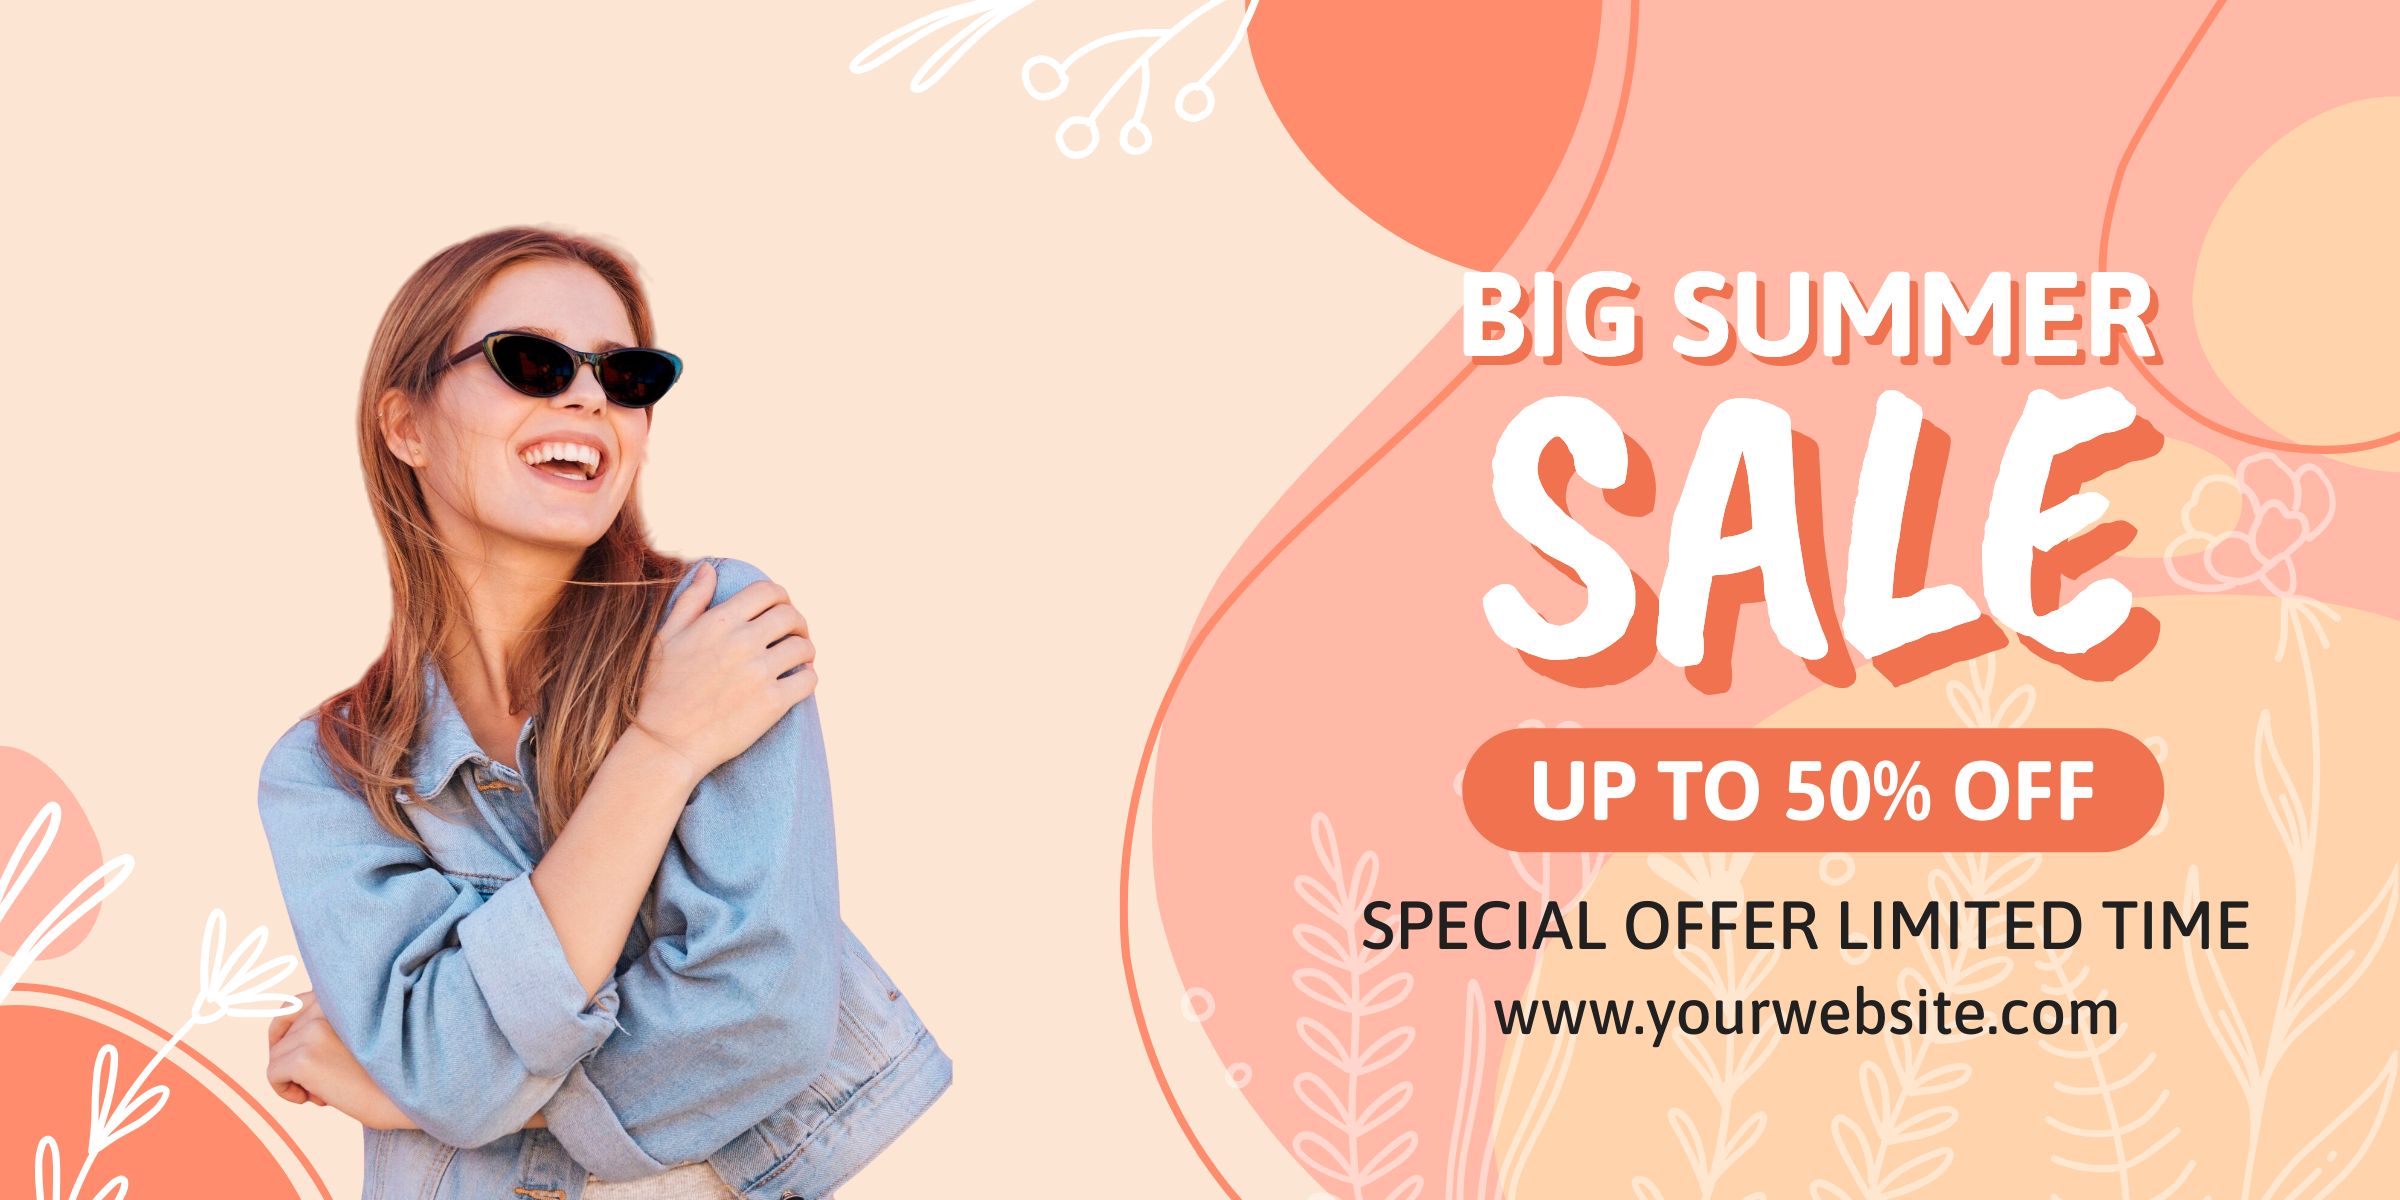 BIG SUMMER
SALE
UP TO 50% OFF
SPECIAL OFFER LIMITED TIME
www.yourwebsite.com